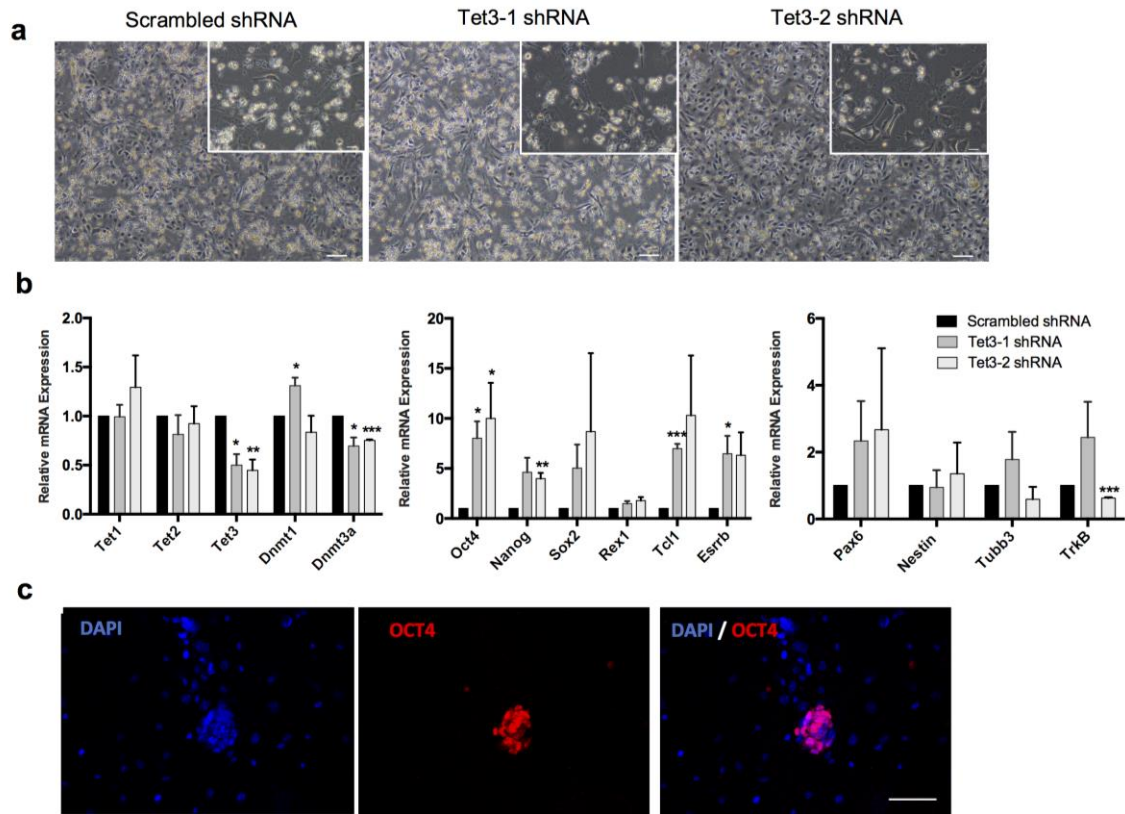 Scrambled shRNA Tet3-1 shRNA Tet3-2 shRNA
a
b
Relative mRNA Expression
2.0
1.5
1.0
0.5
0.0
* * ** * ***
Tet1 Tet2 Tet3 Dnmt1 Dnmt3a
Relative mRNA Expression
20
15
10
5
0
* * ** *** *
Oct4 Nanog Sox2 Rex1 Tcl1 Esrrb
Relative mRNA Expression
6
4
2
0
Scrambled shRNA
Tet3-1 shRNA
Tet3-2 shRNA
***
Pax6 Nestin Tubb3 TrkB
c
DAPI OCT4 DAPI / OCT4